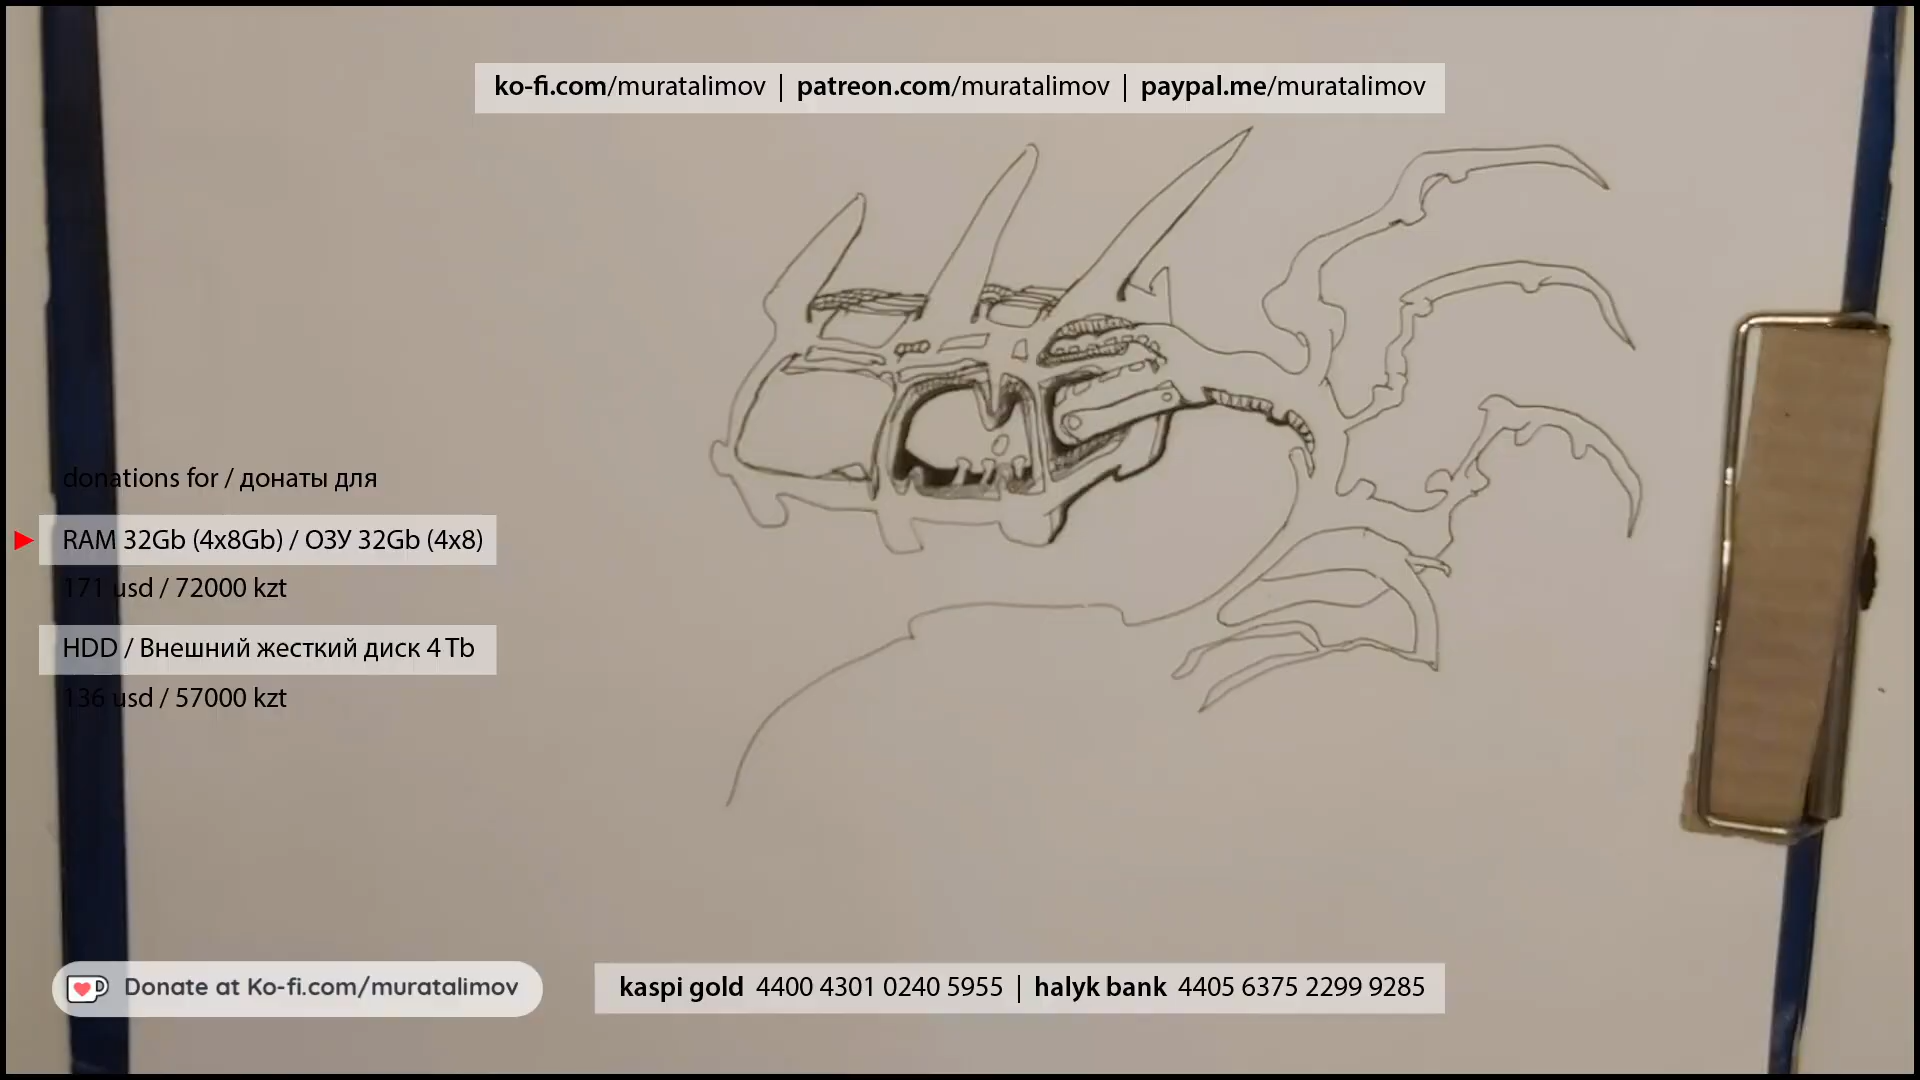 ko-fi.com/muratalimov | patreon.com/muratalimov | paypal.me/muratalimov
donations for / донаты для
RAM 32Gb (4x8Gb) / ОЗУ 32Gb (4x8)
171 usd / 72000 kzt
HDD / Внешний жесткий диск 4 Tb
136 usd / 57000 kzt
Donate at Ko-fi.com/muratalimov
kaspi gold 4400 4301 0240 5955 | halyk bank 4405 6375 2299 9285